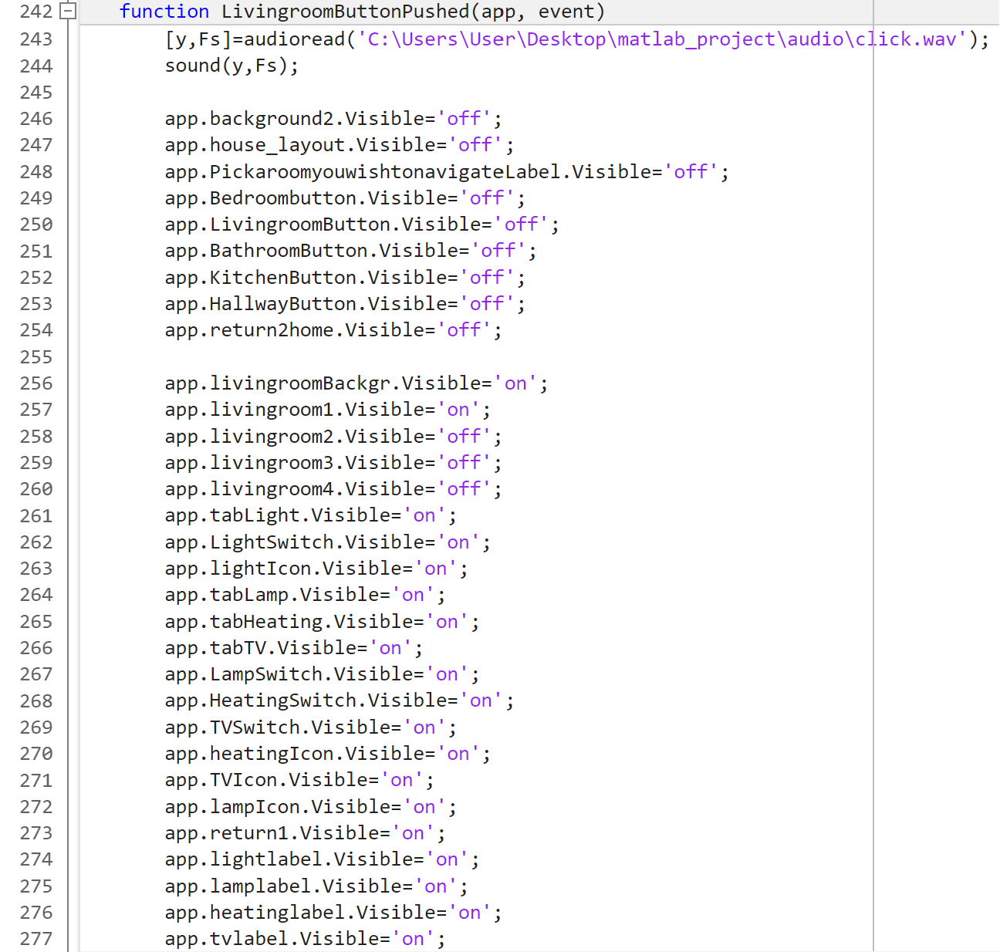 242 function LivingroomButtonPushed(app, event)
243 [y,Fs]=audioread('C:\Users\User\Desktop\matlab_project\audio\click.wav');
244 sound(y,Fs);
245
246 app.background2.Visible='off';
247 app.house_layout.Visible='off';
248 app.PickaroomyouwishtonavigateLabel.Visible='off';
249 app.Bedroombutton.Visible='off';
250 app.LivingroomButton.Visible='off';
251 app.BathroomButton.Visible='off';
252 app.KitchenButton.Visible='off';
253 app.HallwayButton.Visible='off';
254 app.return2home.Visible='off';
255
256 app.livingroomBackgr.Visible='on';
257 app.livingroom1.Visible='on';
258 app.livingroom2.Visible='off';
259 app.livingroom3.Visible='off';
260 app.livingroom4.Visible='off';
261 app.tabLight.Visible='on';
262 app.LightSwitch.Visible='on';
263 app.lightIcon.Visible='on';
264 app.tabLamp.Visible='on';
265 app.tabHeating.Visible='on';
266 app.tabTV.Visible='on';
267 app.LampSwitch.Visible='on';
268 app.HeatingSwitch.Visible='on';
269 app.TVSwitch.Visible='on';
270 app.heatingIcon.Visible='on';
271 app.TVIcon.Visible='on';
272 app.lampIcon.Visible='on';
273 app.return1.Visible='on';
274 app.lightlabel.Visible='on';
275 app.lamplabel.Visible='on';
276 app.heatinglabel.Visible='on';
277 app.tvlabel.Visible='on';